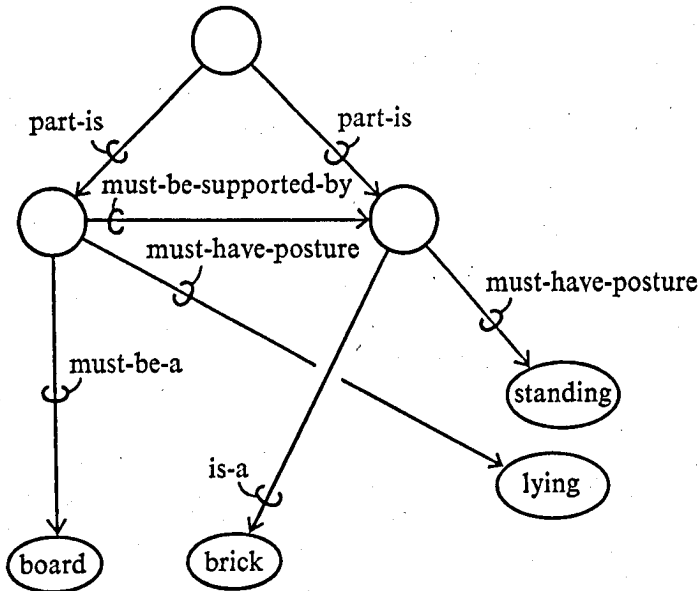 part-is
part-is
must-be-supported-by
must-have-posture
must-have-posture
must-be-a
standing
is-a
lying
board
brick